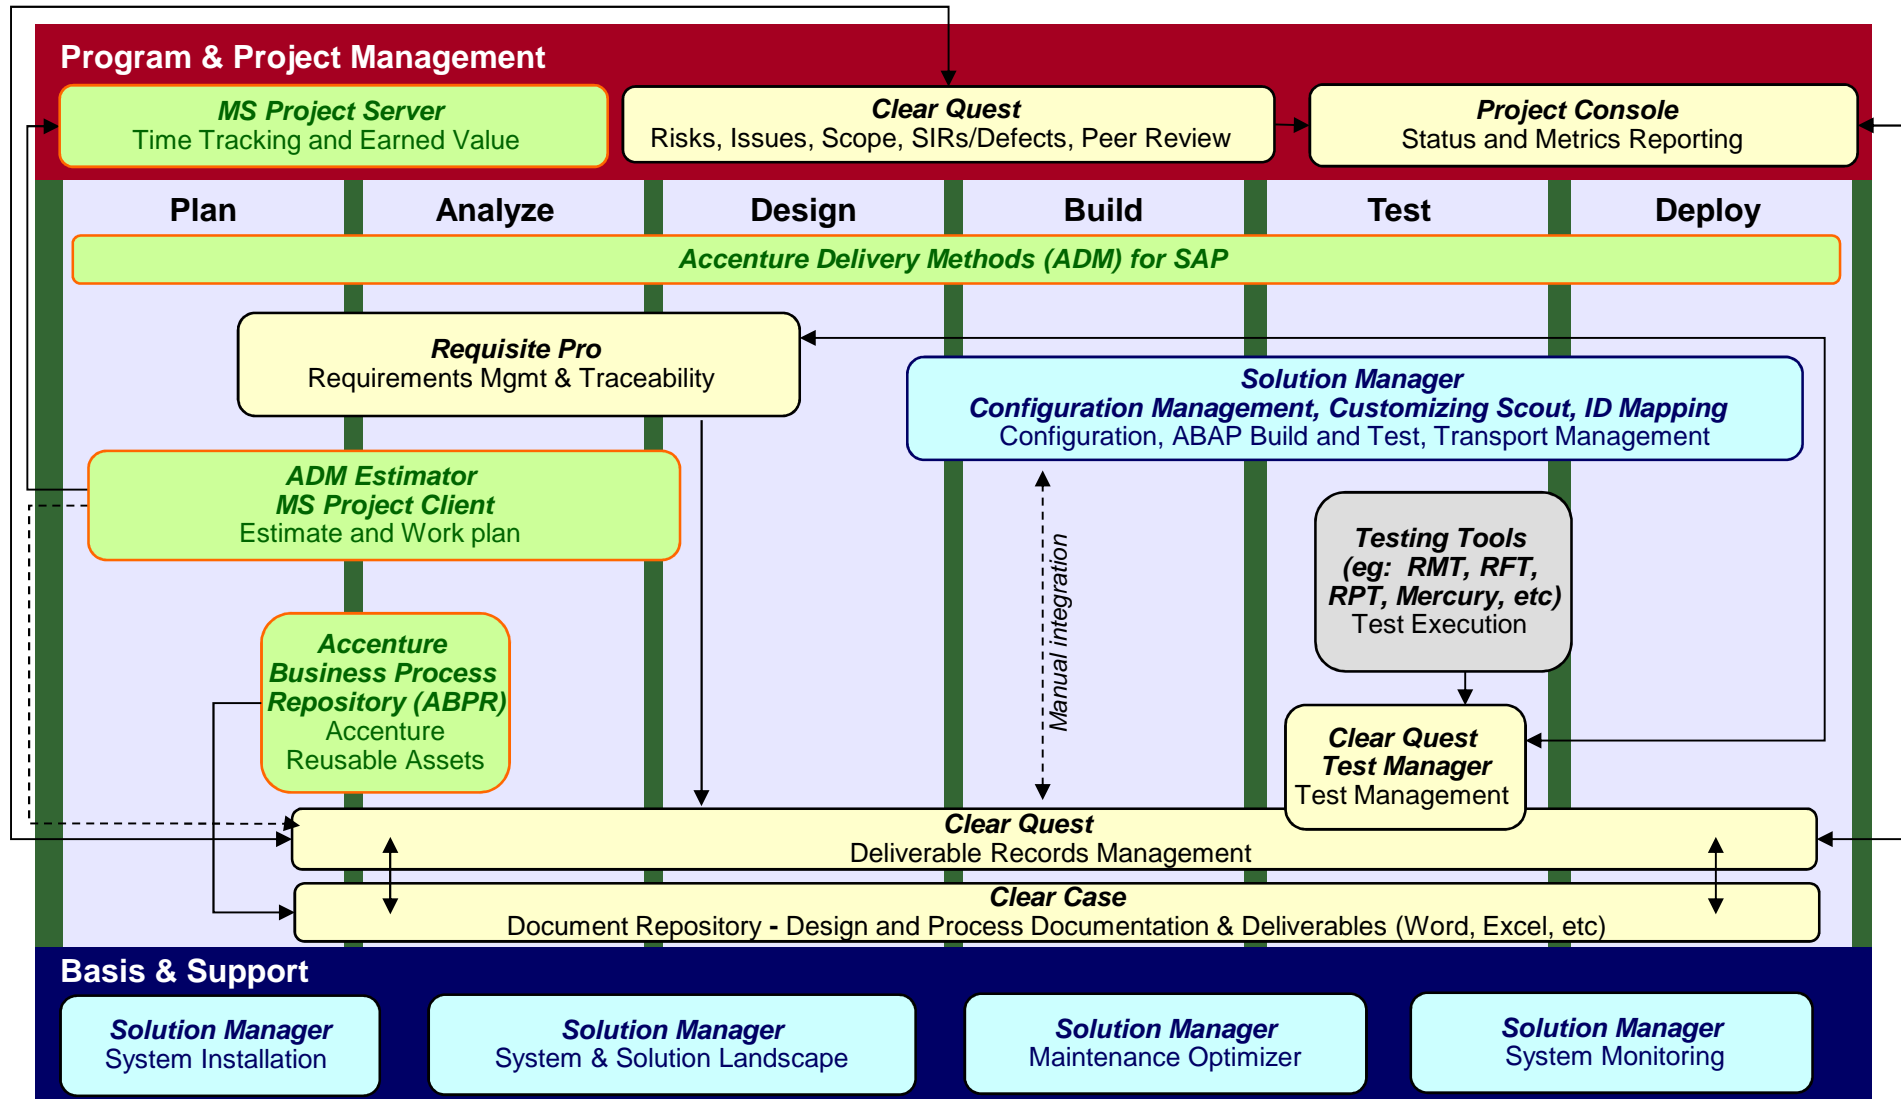 Program & Project Management
MS Project Server
Time Tracking and Earned Value
Clear Quest
Risks, Issues, Scope, SIRs/Defects, Peer Review
Project Console
Status and Metrics Reporting
Plan
Analyze
Design
Build
Test
Deploy
Accenture Delivery Methods (ADM) for SAP
Requisite Pro
Requirements Mgmt & Traceability
Solution Manager
Configuration Management, Customizing Scout, ID Mapping
Configuration, ABAP Build and Test, Transport Management
ADM Estimator
MS Project Client
Estimate and Work plan
Manual integration
Testing Tools
(eg: RMT, RFT,
RPT, Mercury, etc)
Test Execution
Accenture
Business Process
Repository (ABPR)
Accenture
Reusable Assets
Clear Quest
Test Manager
Test Management
Clear Quest
Deliverable Records Management
Clear Case
Document Repository - Design and Process Documentation & Deliverables (Word, Excel, etc)
Basis & Support
Solution Manager
System Installation
Solution Manager
System & Solution Landscape
Solution Manager
Maintenance Optimizer
Solution Manager
System Monitoring